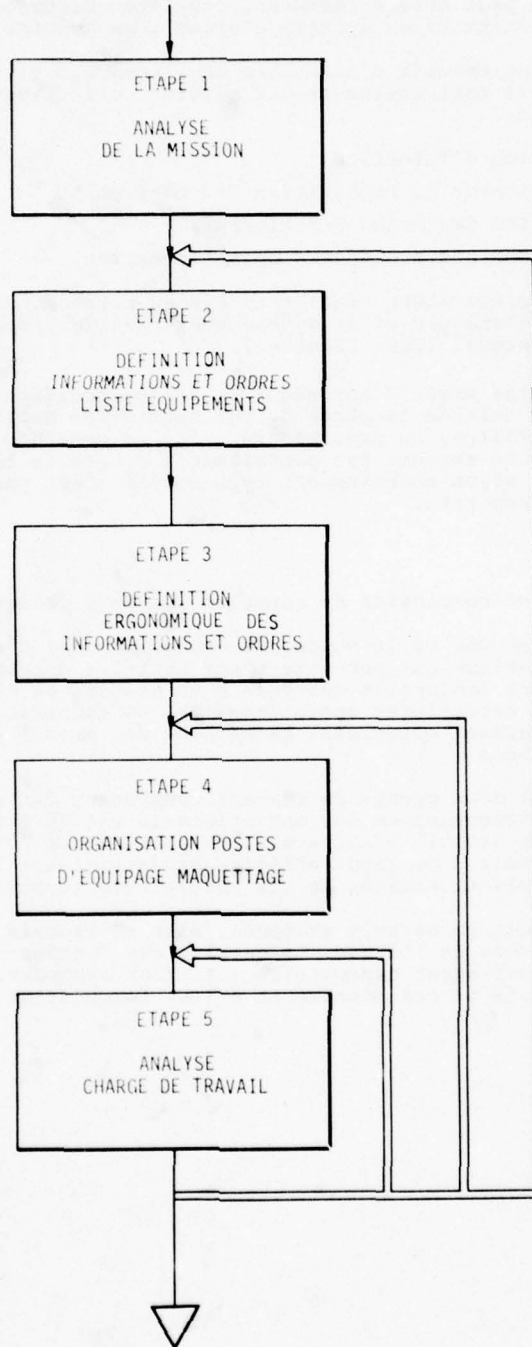 ETAPE 1
ANALYSE
DE LA MISSION
ETAPE 2
DEFINITION
INFORMATIONS ET ORDRES
LISTE EQUIPEMENTS
ETAPE 3
DEFINITION
ERGONOMIQUE DES
INFORMATIONS ET ORDRES
ETAPE 4
ORGANISATION POSTES
D'EQUIPAGE MAQUETTAGE
ETAPE 5
ANALYSE
CHARGE DE TRAVAIL